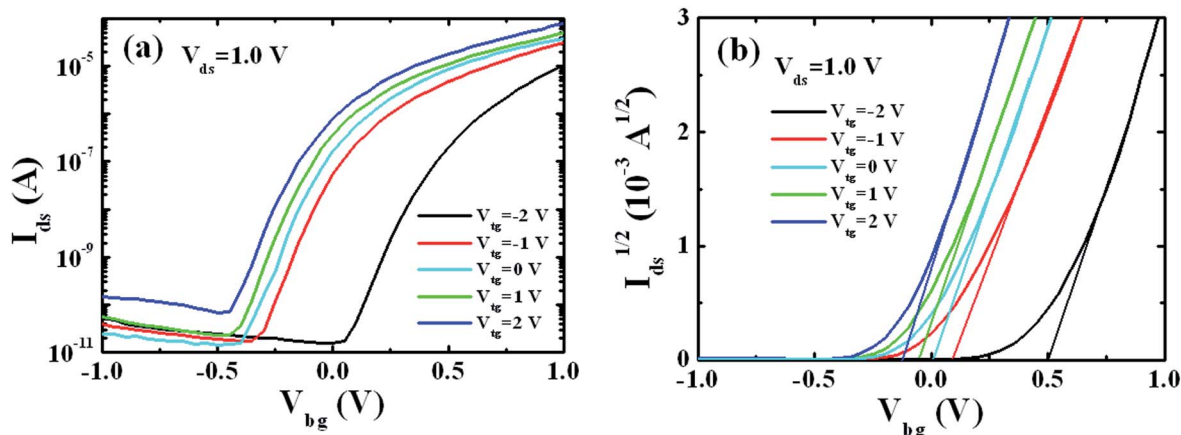 (a)
V_ds=1.0 V
I_ds (A)
10^-5
10^-7
10^-9
10^-11
V_tg=-2 V
V_tg=-1 V
V_tg=0 V
V_tg=1 V
V_tg=2 V
-1.0 -0.5 0.0 0.5 1.0
V_bg (V)
(b)
V_ds=1.0 V
I_ds^1/2 (10^-3 A^1/2)
3
2
1
0
V_tg=-2 V
V_tg=-1 V
V_tg=0 V
V_tg=1 V
V_tg=2 V
-1.0 -0.5 0.0 0.5 1.0
V_bg (V)